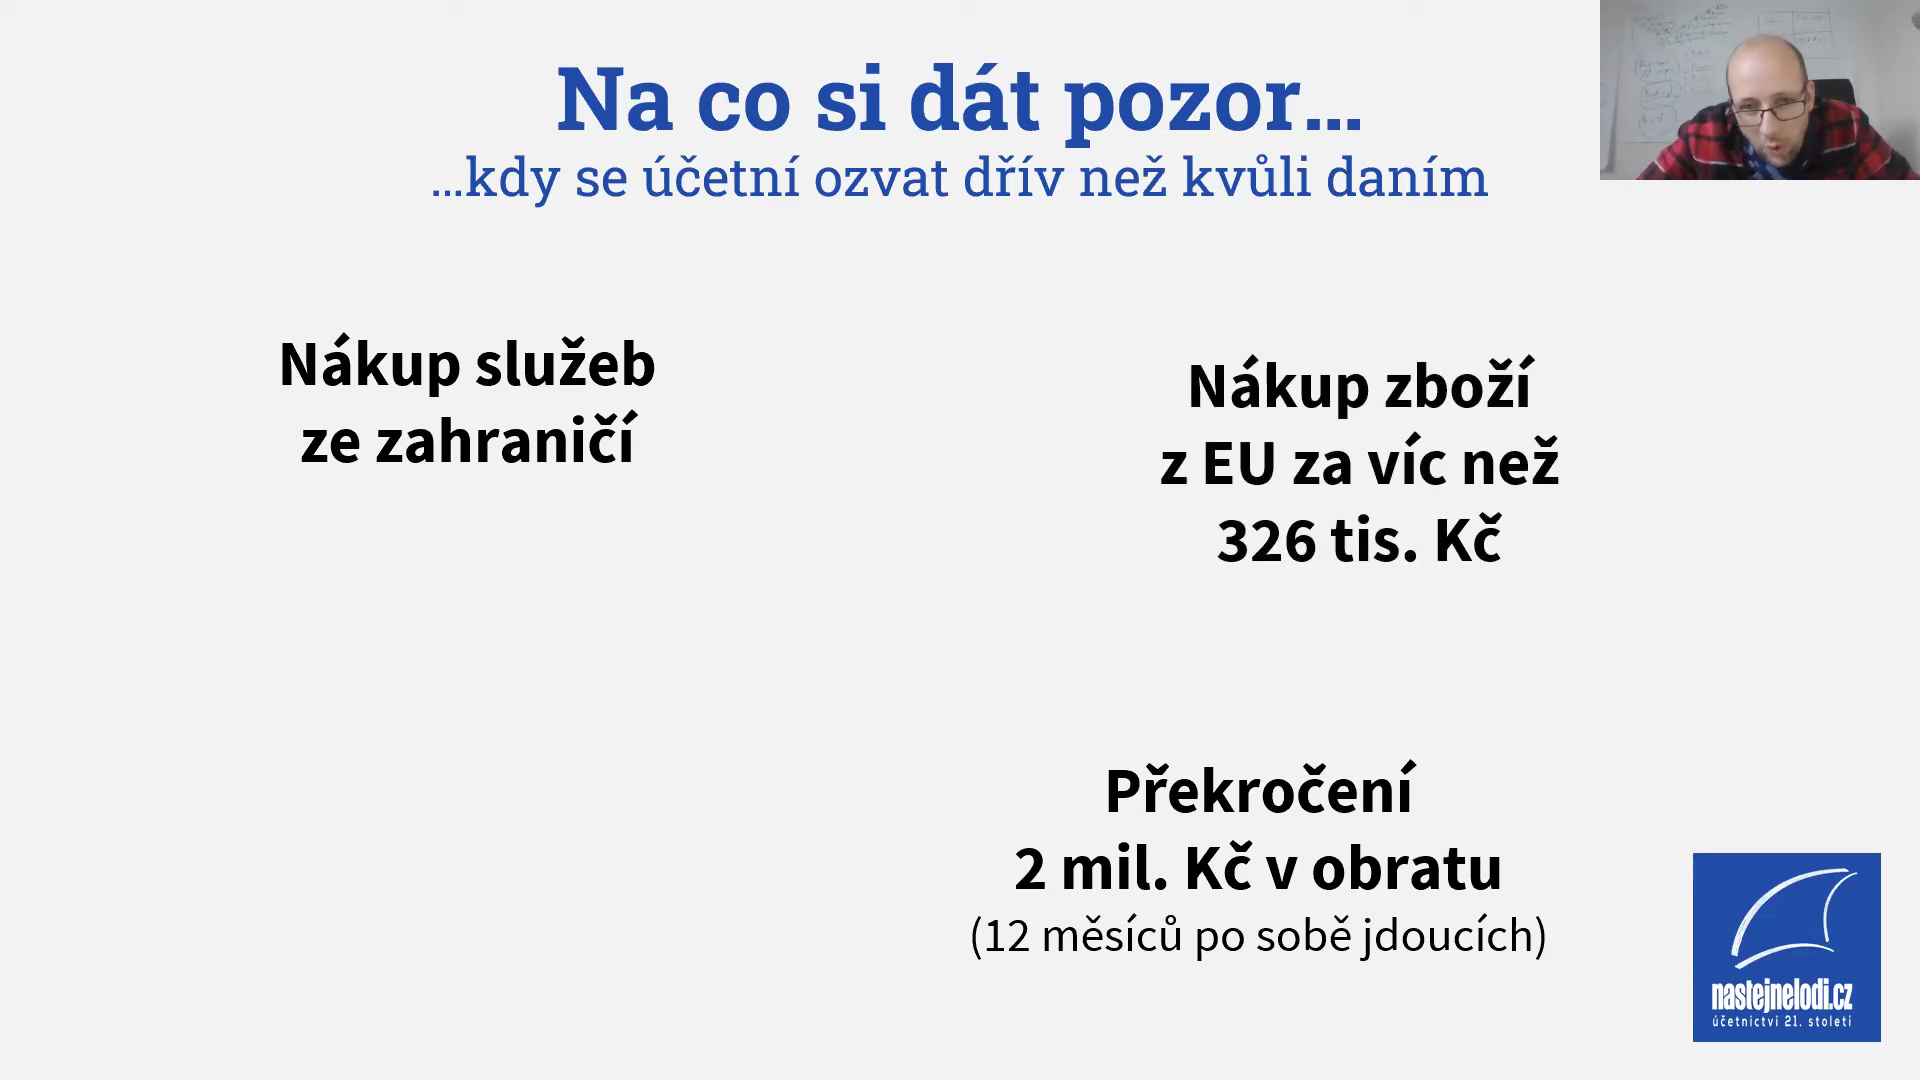 Na co si dát pozor...
...kdy se účetní ozvat dřív než kvůli daním
Nákup služeb
ze zahraničí
Nákup zboží
z EU za víc než
326 tis. Kč
Překročení
2 mil. Kč v obratu
(12 měsíců po sobě jdoucích)
nastejnelodi.cz
účetnictví 21. století